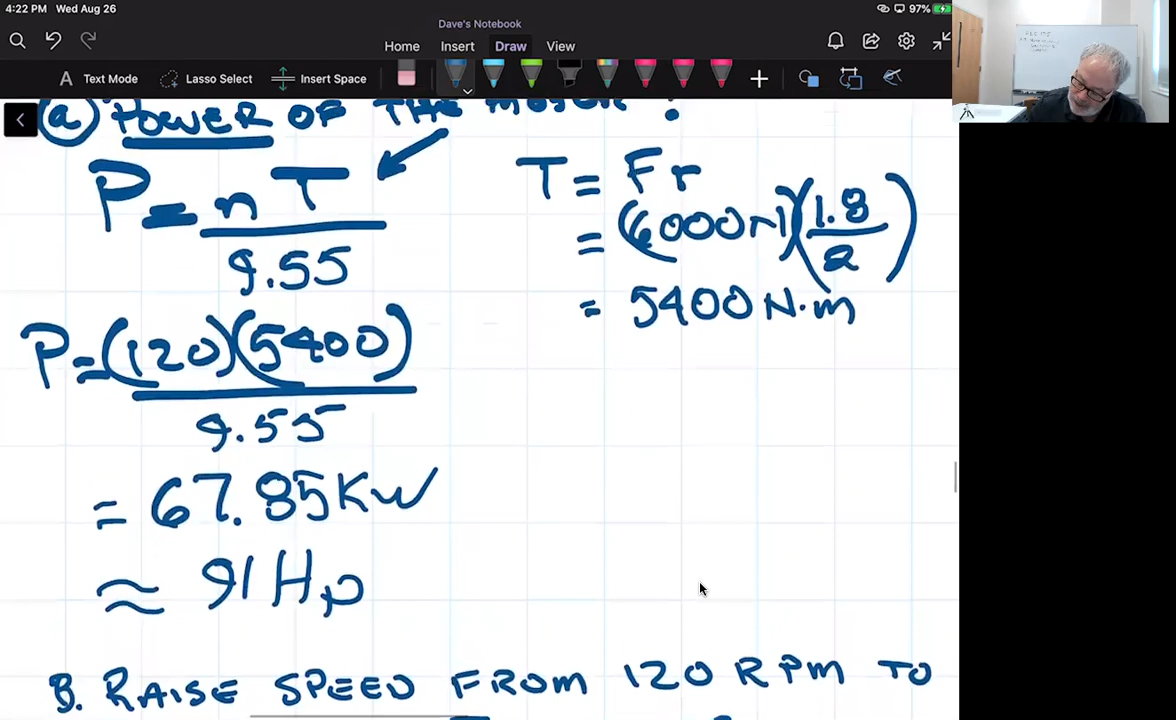 4:22 PM Wed Aug 26
97%
Dave's Notebook
Home Insert Draw View
Text Mode Lasso Select Insert Space
(a) POWER OF THE MOTOR ?
P = nT
9.55
T = Fr
= (6000N)(1.8
2)
= 5400 N·m
P = (120)(5400)
9.55
= 67.85 KW
≈ 91 Hp
B. RAISE SPEED FROM 120 RPM TO